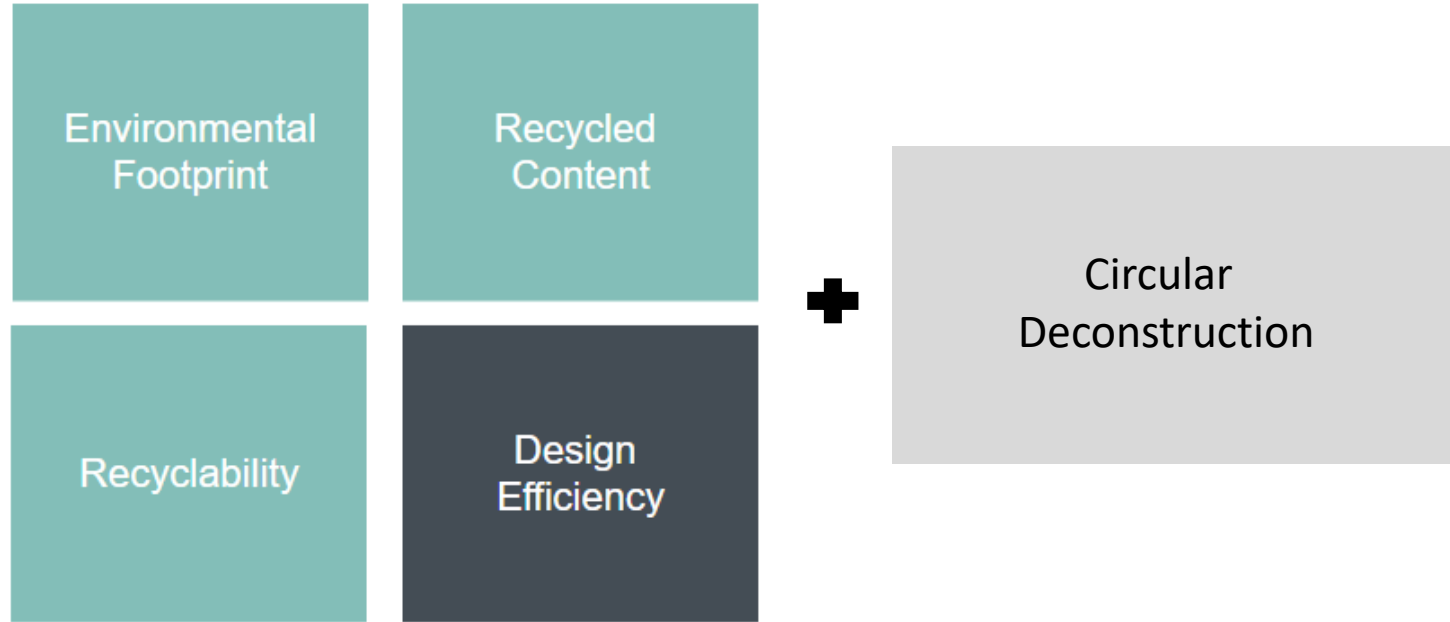 Environmental
Footprint
Recycled
Content
Recyclability
Design
Efficiency
Circular
Deconstruction